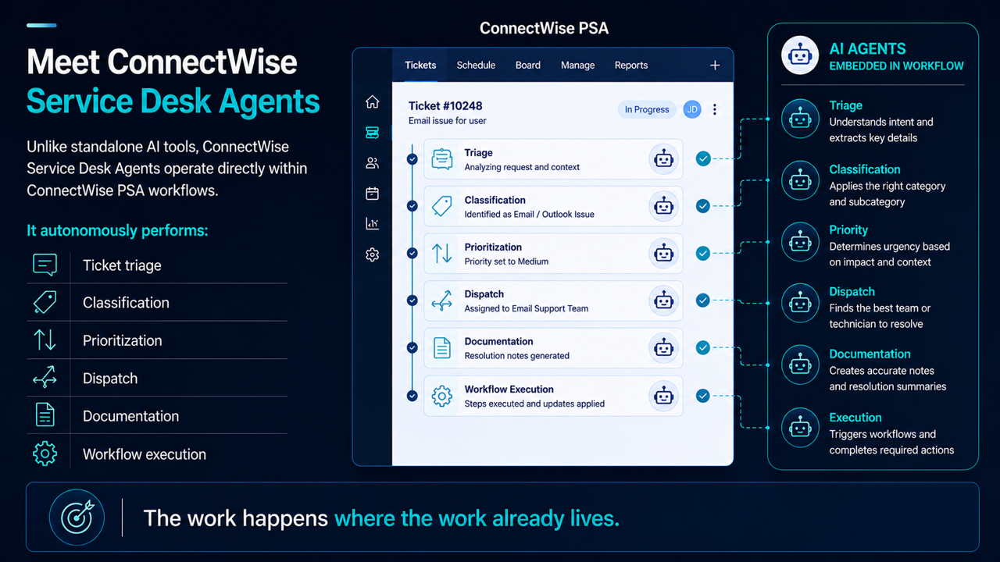 Meet ConnectWise
Service Desk Agents
Unlike standalone AI tools, ConnectWise
Service Desk Agents operate directly within
ConnectWise PSA workflows.
It autonomously performs:
Ticket triage
Classification
Prioritization
Dispatch
Documentation
Workflow execution
ConnectWise PSA
Tickets
Schedule
Board
Manage
Reports
Ticket #10248
Email issue for user
In Progress
JD
Triage
Analyzing request and context
Classification
Identified as Email / Outlook Issue
Prioritization
Priority set to Medium
Dispatch
Assigned to Email Support Team
Documentation
Resolution notes generated
Workflow Execution
Steps executed and updates applied
AI AGENTS
EMBEDDED IN WORKFLOW
Triage
Understands intent and
extracts key details
Classification
Applies the right category
and subcategory
Priority
Determines urgency based
on impact and context
Dispatch
Finds the best team or
technician to resolve
Documentation
Creates accurate notes
and resolution summaries
Execution
Triggers workflows and
completes required actions
The work happens where the work already lives.